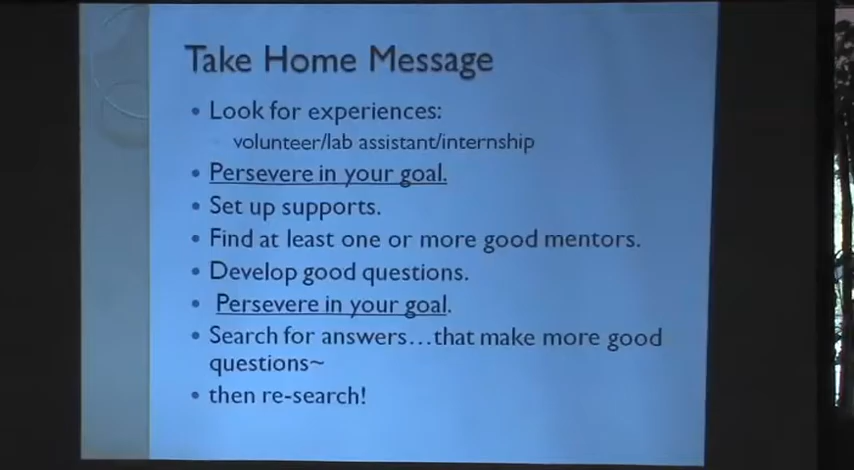 Take Home Message
• Look for experiences:
volunteer/lab assistant/internship
• Persevere in your goal.
• Set up supports.
• Find at least one or more good mentors.
• Develop good questions.
• Persevere in your goal.
• Search for answers...that make more good
questions~
• then re-search!